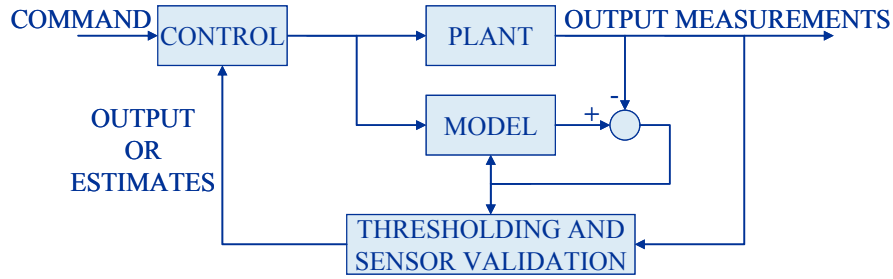 COMMAND
CONTROL
PLANT
OUTPUT MEASUREMENTS
-
+
MODEL
OUTPUT
OR
ESTIMATES
THRESHOLDING AND
SENSOR VALIDATION